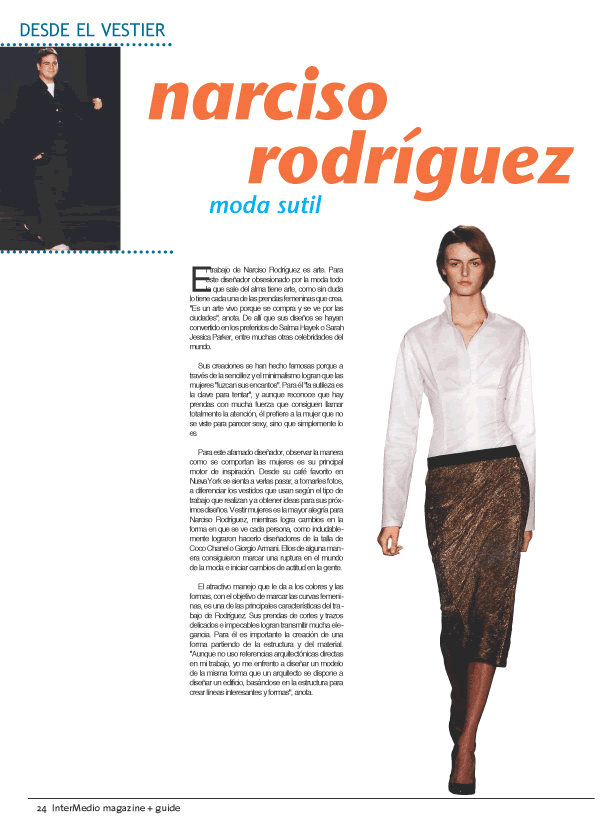 DESDE EL VESTIER
narciso
rodríguez
moda sutil
El trabajo de Narciso Rodríguez es arte. Para
este diseñador obsesionado por la moda todo
lo que sale del alma tiene arte, como sin duda
lo tiene cada una de las prendas femeninas que crea.
"Es un arte vivo porque se compra y se ve por las
ciudades", anota. De allí que sus diseños se hayan
convertido en los preferidos de Salma Hayek o Sarah
Jessica Parker, entre muchas otras celebridades del
mundo.
Sus creaciones se han hecho famosas porque a
través de la sencillez y el minimalismo logran que las
mujeres "luzcan sus encantos". Para él "la sutileza es
la clave para tentar", y aunque reconoce que hay
prendas con mucha fuerza que consiguen llamar
totalmente la atención, él prefiere a la mujer que no
se viste para parecer sexy, sino que simplemente lo
es.
Para este afamado diseñador, observar la manera
como se comportan las mujeres es su principal
motor de inspiración. Desde su café favorito en
Nueva York se sienta a verlas pasar, a tomarles fotos,
a diferenciar los vestidos que usan según el tipo de
trabajo que realizan y a obtener ideas para sus próx-
imos diseños. Vestir mujeres es la mayor alegría para
Narciso Rodríguez, mientras logra cambios en la
forma en que se ve cada persona, como indudable-
mente lograron hacerlo diseñadores de la talla de
Coco Chanel o Giorgio Armani. Ellos de alguna man-
era consiguieron marcar una ruptura en el mundo
de la moda e iniciar cambios de actitud en la gente.
El atractivo manejo que le da a los colores y las
formas, con el objetivo de marcar las curvas femeni-
nas, es una de las principales características del tra-
bajo de Rodríguez. Sus prendas de cortes y trazos
delicados e impecables logran transmitir mucha ele-
gancia. Para él es importante la creación de una
forma partiendo de la estructura y del material.
"Aunque no uso referencias arquitectónicas directas
en mi trabajo, yo me enfrento a diseñar un modelo
de la misma forma que un arquitecto se dispone a
diseñar un edificio, basándose en la estructura para
crear líneas interesantes y formas", anota.
24 InterMedio magazine + guide